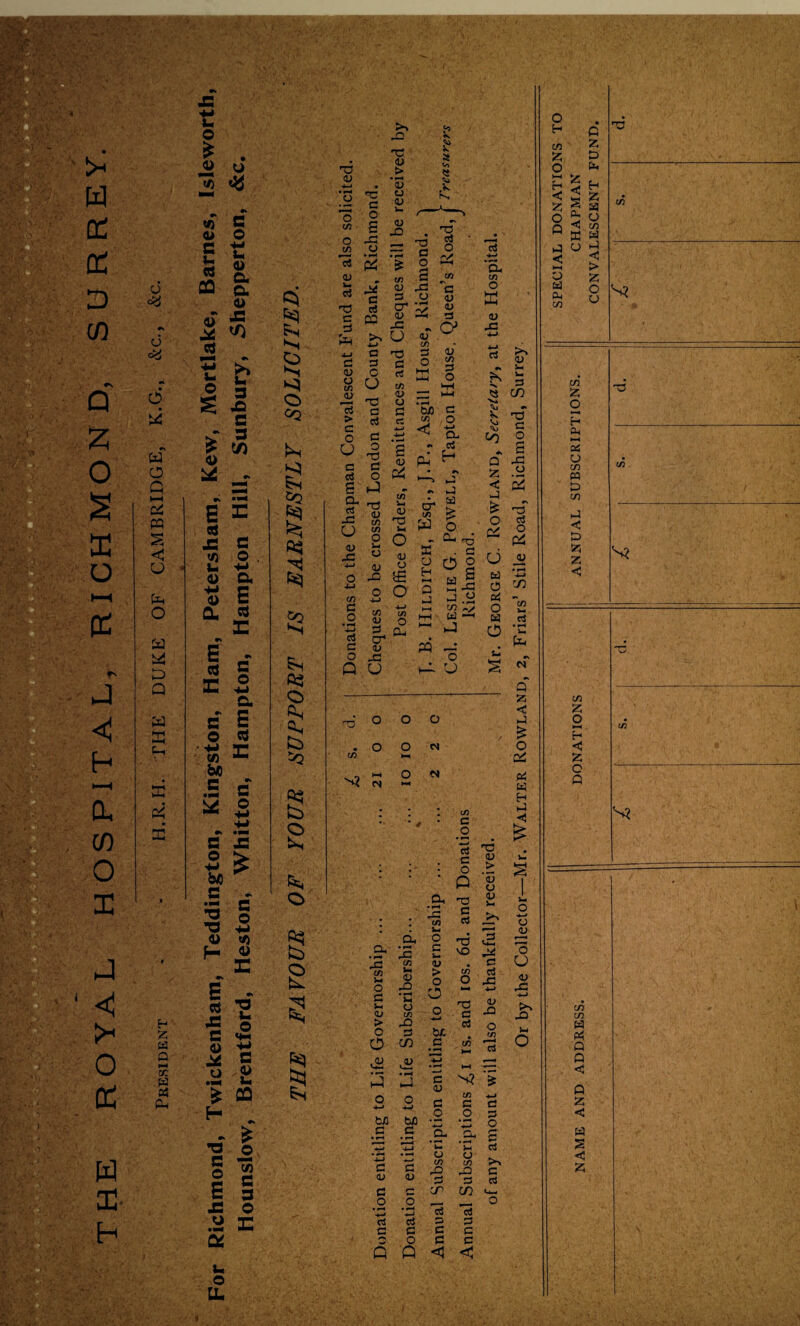 THE ROYAL HOSPITAL, RICHMOND, SURREY.
PRESIDENT - H.R.H. THE DUKE OF CAMBRIDGE, K.G., &c., &c.
For Richmond, Twickenham, Teddington, Kingston, Ham, Petersham, Kew, Mortlake, Barnes, Isleworth,
Hounslow, Brentford, Heston, Whitton, Hampton, Hampton Hill, Sunbury, Shepperton, &c.
THE FAVOUR OF YOUR SUPPORT IS EARNESTLY SOLICITED.
£ s. d.
Donation entitling to Life Governorship ... ... 21 0 0
Donation entitling to Life Subscribership... ... 10 10 0
Annual Subscription entitling to Governorship ... 2 2 0
Annual Subscriptions £1 1s. and 10s. 6d. and Donations
of any amount will also be thankfully received.
Donations to the Chapman Convalescent Fund are also solicited.
Cheques to be crossed London and County Bank, Richmond.
Post Office Orders, Remittances and Cheques will be received by
J. B. HILDITCH, Esq., J.P., Asgill House, Richmond. } Treasurers
Col. LESLIE G. POWELL, Tapton House, Queen's Road,
Richmond.
Mr. GEORGE C. ROWLAND, Secretary, at the Hospital.
Or by the Collector—Mr. WALTER ROWLAND, 2, Friars' Stile Road, Richmond, Surrey
NAME AND ADDRESS.
DONATIONS
£ s. d.
ANNUAL SUBSCRIPTIONS.
£ s. d.
SPECIAL DONATIONS TO
CHAPMAN
CONVALESCENT FUND.
£ s. d.